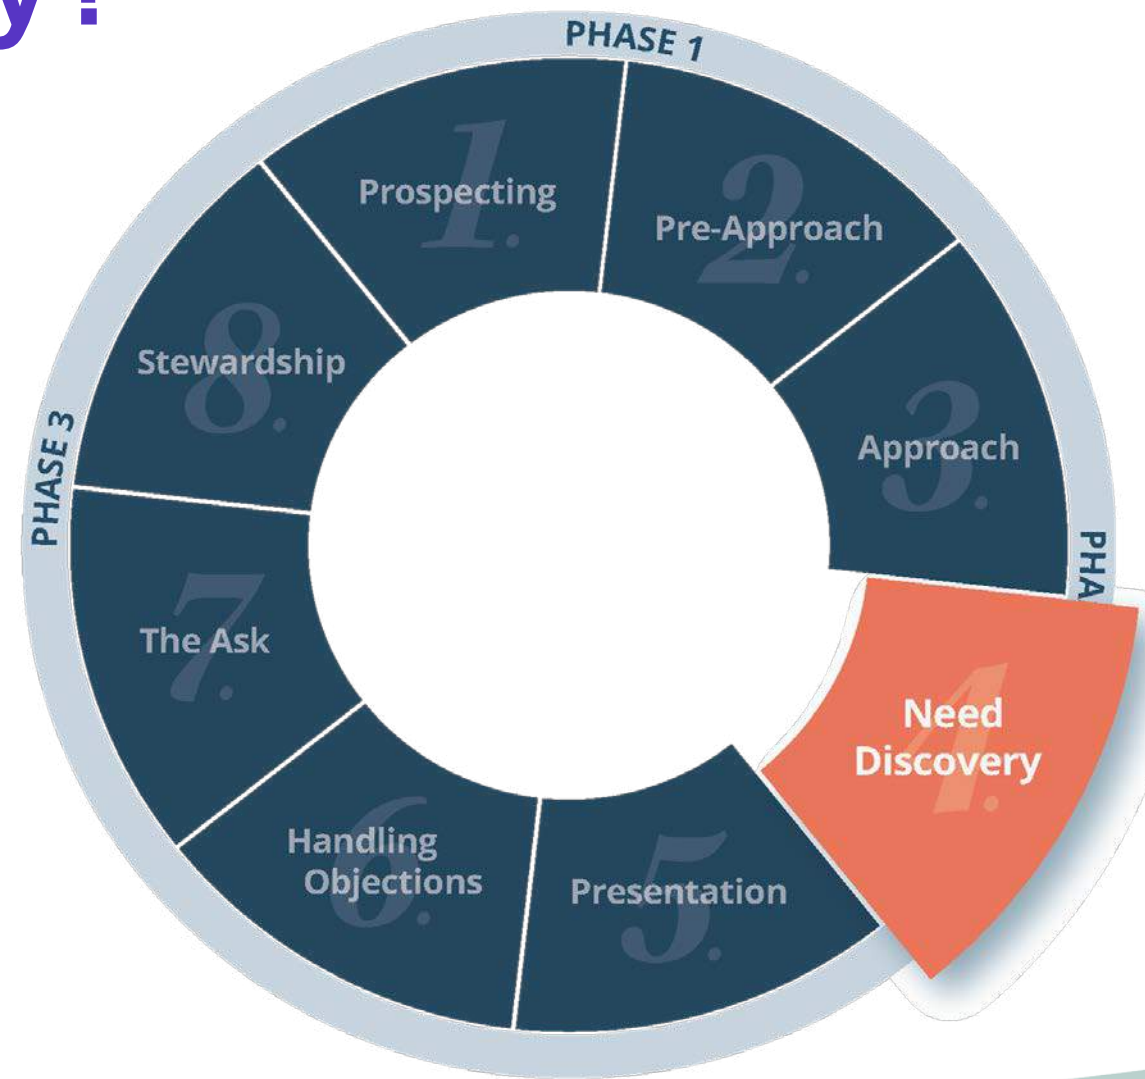 y?
PHASE 1
1.
Prospecting
2.
Pre-Approach
3.
Approach
PHA
4.
Need
Discovery
5.
Presentation
6.
Handling
Objections
7.
The Ask
8.
Stewardship
PHASE 3